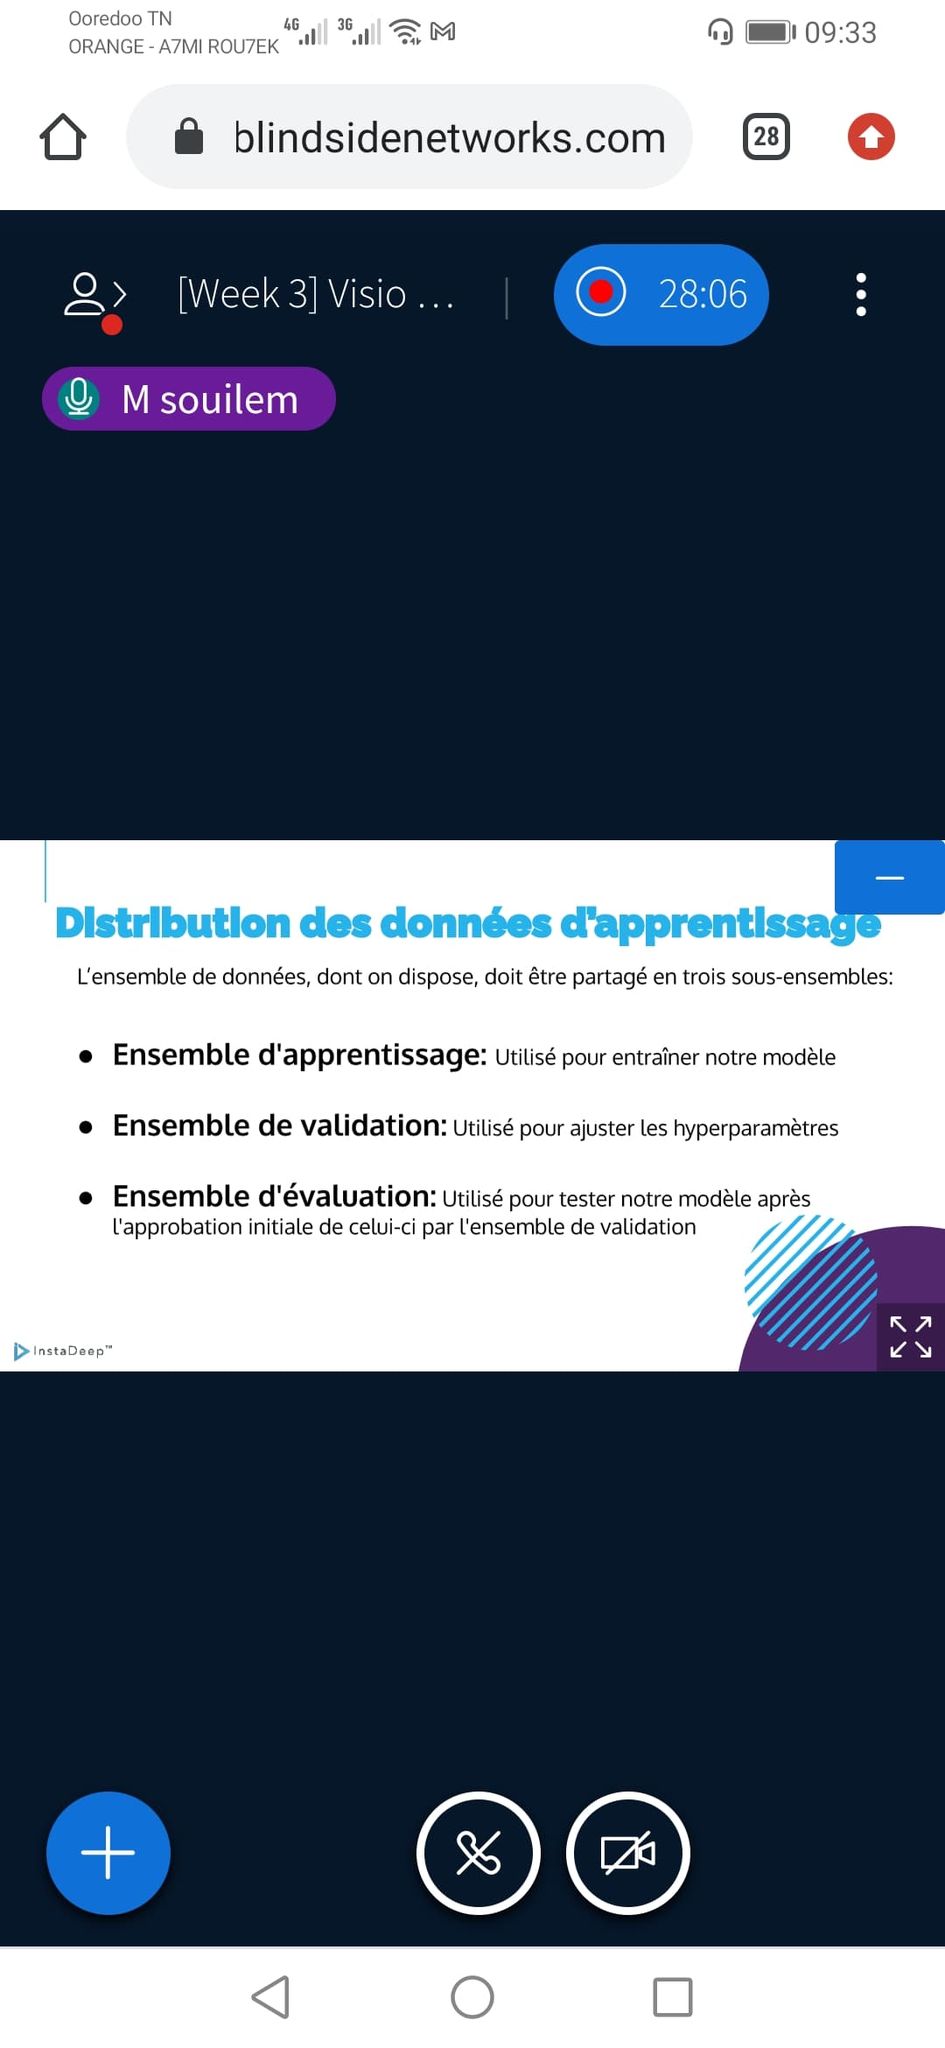 Ooredoo TN
ORANGE - A7MI ROU7EK
4G 3G 09:33
blindsidenetworks.com 28
[Week 3] Visio ... 28:06
M souilem
Distribution des données d'apprentissage
L'ensemble de données, dont on dispose, doit être partagé en trois sous-ensembles:
● Ensemble d'apprentissage: Utilisé pour entraîner notre modèle
● Ensemble de validation: Utilisé pour ajuster les hyperparamètres
● Ensemble d'évaluation: Utilisé pour tester notre modèle après
l'approbation initiale de celui-ci par l'ensemble de validation
InstaDeep™